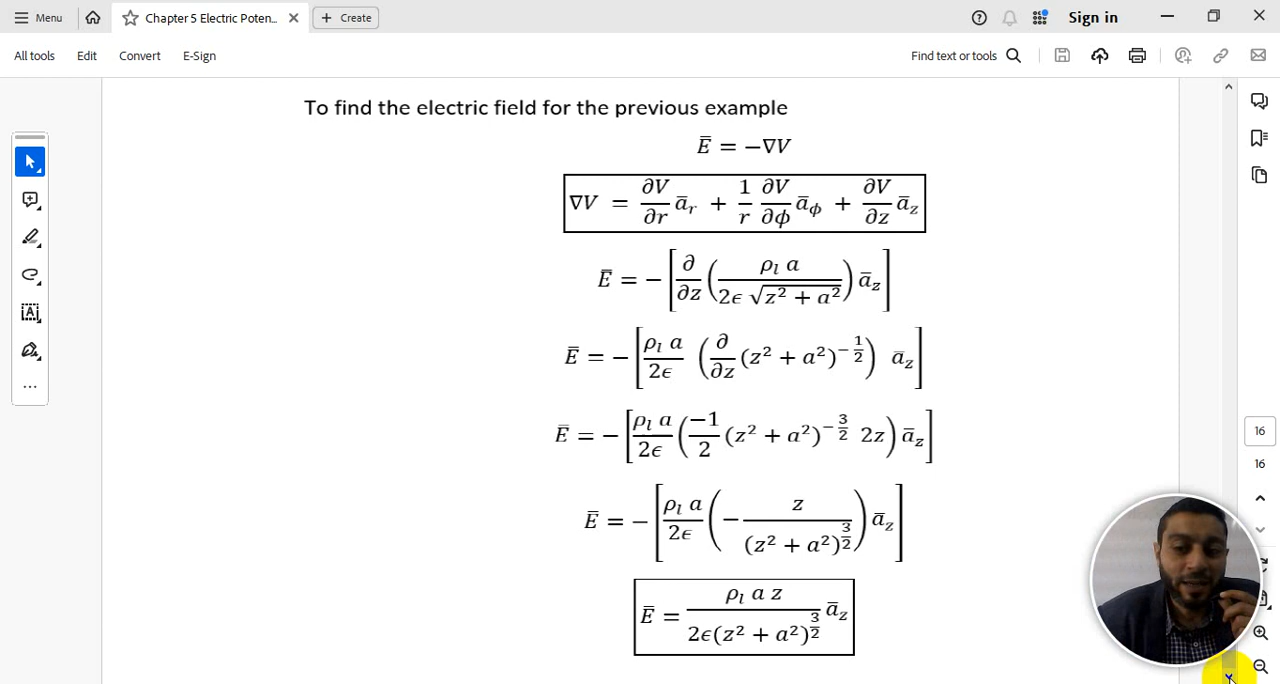 Menu
Chapter 5 Electric Poten...
Create
Sign in
All tools
Edit
Convert
E-Sign
Find text or tools
To find the electric field for the previous example
Ē = −∇V
∇V = ∂V/∂r ā_r + 1/r ∂V/∂ϕ ā_ϕ + ∂V/∂z ā_z
Ē = −[∂/∂z (ρ_l a / 2ϵ √(z² + a²)) ā_z]
Ē = −[ρ_l a / 2ϵ (∂/∂z (z² + a²)^(−1/2)) ā_z]
Ē = −[ρ_l a / 2ϵ (−1/2 (z² + a²)^(−3/2) 2z) ā_z]
Ē = −[ρ_l a / 2ϵ (− z / (z² + a²)^(3/2)) ā_z]
Ē = ρ_l a z / 2ϵ(z² + a²)^(3/2) ā_z
16
16